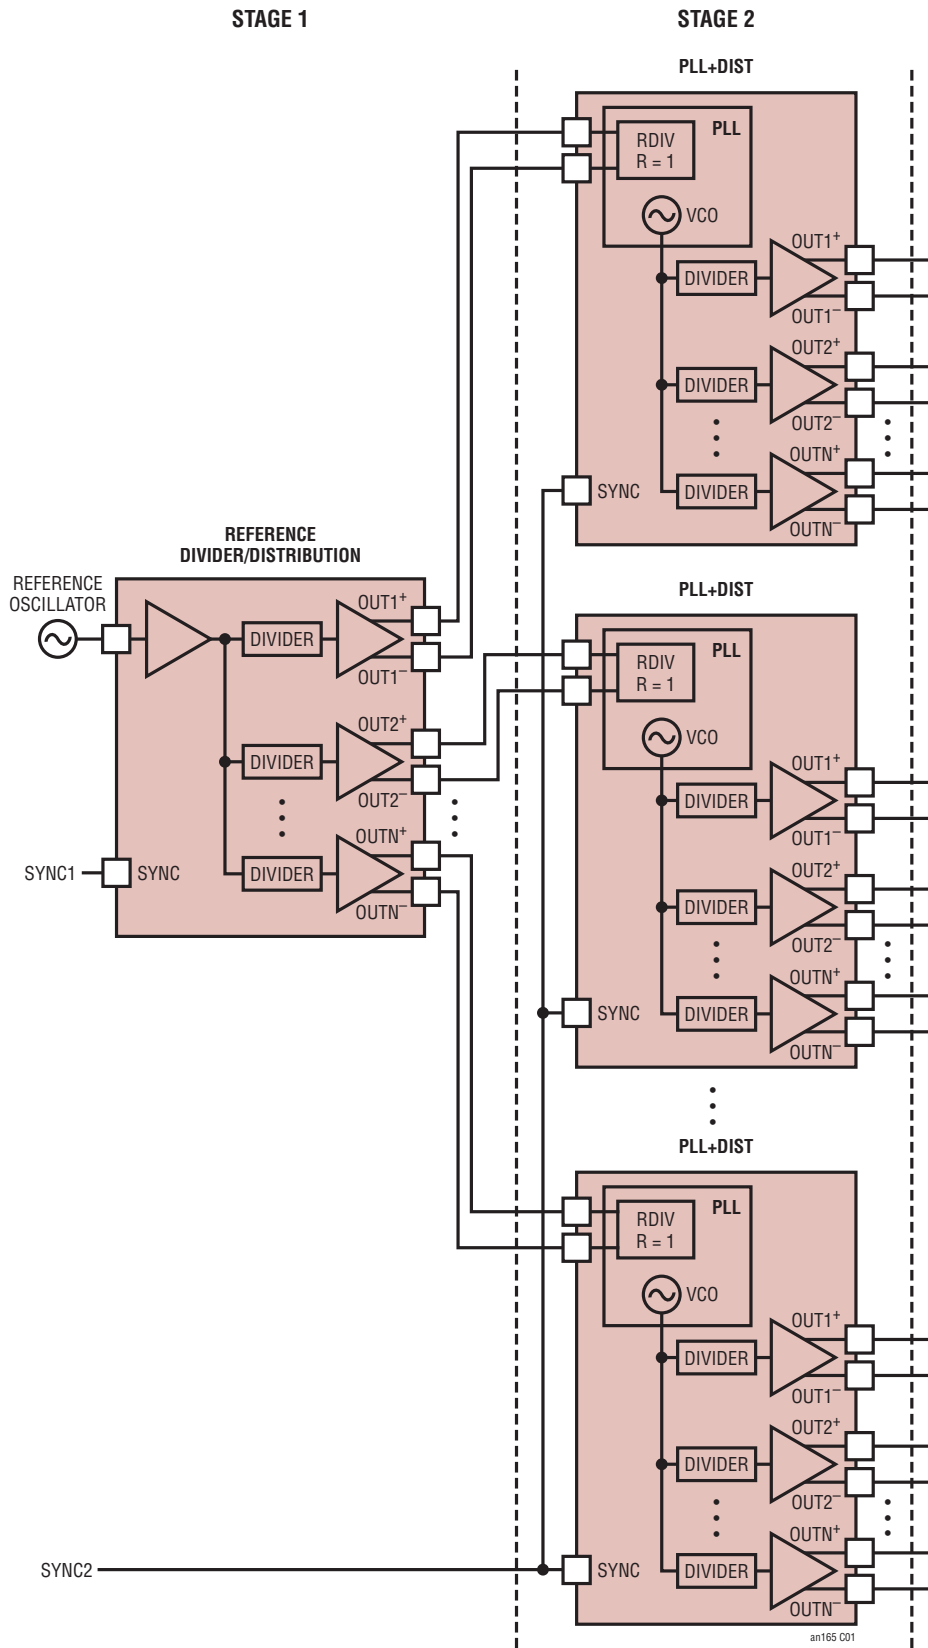 STAGE 1
STAGE 2
PLL+DIST
PLL
RDIV
R = 1
VCO
OUT1+
DIVIDER
OUT1–
OUT2+
DIVIDER
OUT2–
OUTN+
SYNC
DIVIDER
OUTN–
REFERENCE
DIVIDER/DISTRIBUTION
REFERENCE
OSCILLATOR
OUT1+
DIVIDER
OUT1–
OUT2+
DIVIDER
OUT2–
OUTN+
SYNC1
SYNC
DIVIDER
OUTN–
PLL+DIST
PLL
RDIV
R = 1
VCO
OUT1+
DIVIDER
OUT1–
OUT2+
DIVIDER
OUT2–
OUTN+
SYNC
DIVIDER
OUTN–
PLL+DIST
PLL
RDIV
R = 1
VCO
OUT1+
DIVIDER
OUT1–
OUT2+
DIVIDER
OUT2–
OUTN+
SYNC2
SYNC
DIVIDER
OUTN–
an165 C01